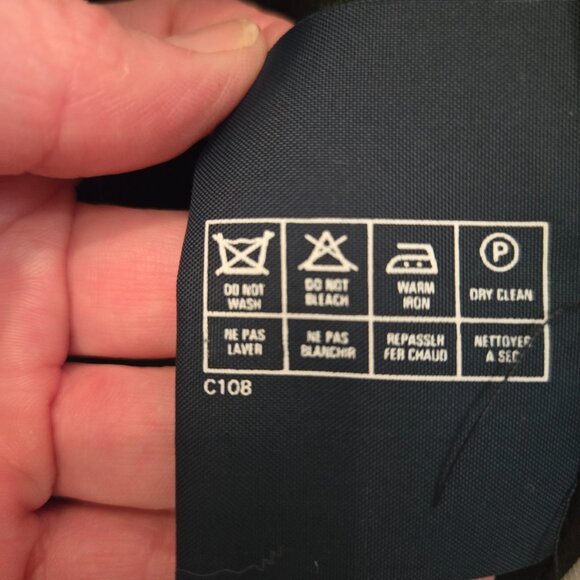 P
DO NOT
WASH
DO NOT
BLEACH
WARM
IRON
DRY CLEAN
NE PAS
LAVER
NE PAS
BLANCHIR
REPASSER
FER CHAUD
NETTOYER
A SEC
C108